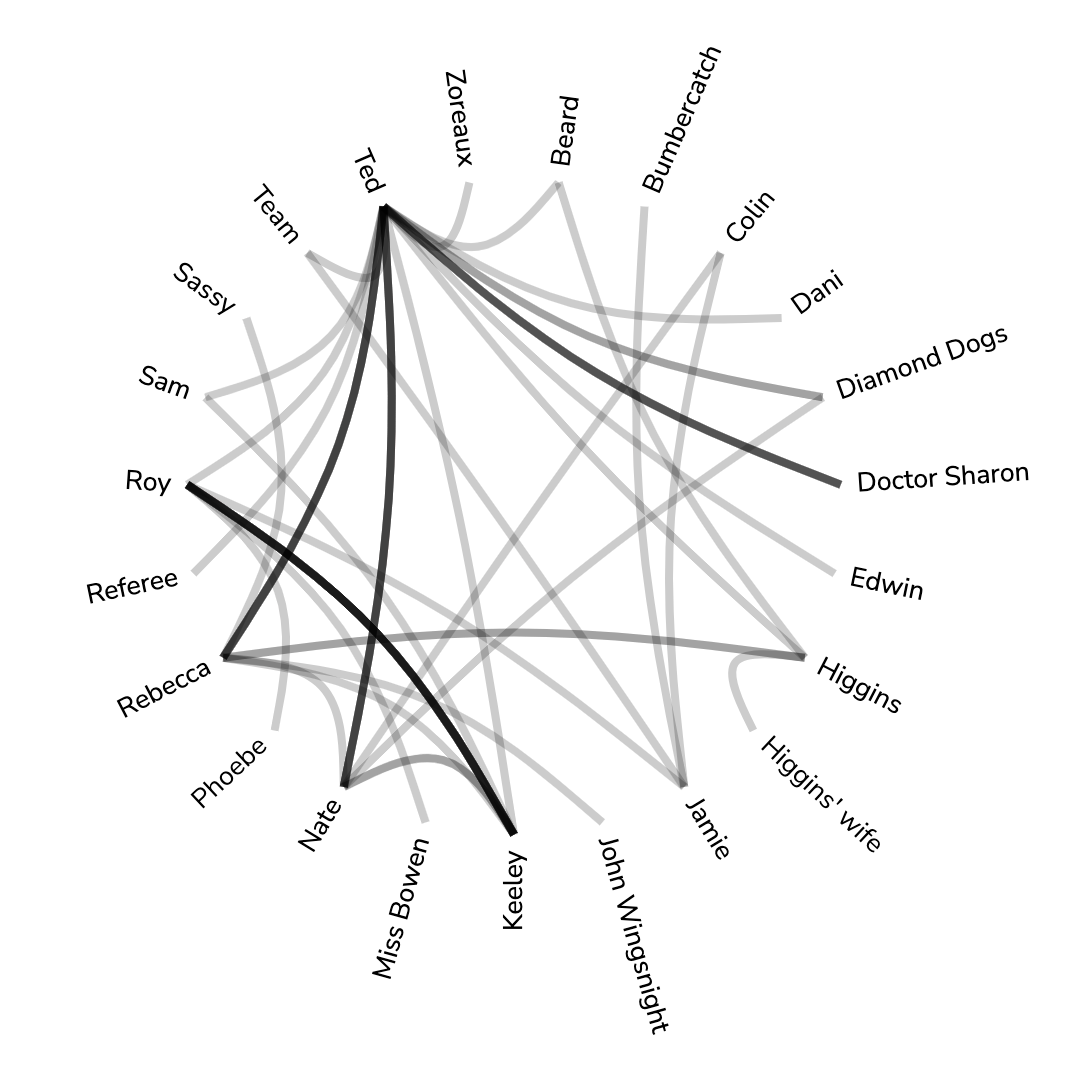 Zoreaux
Beard
Bumbercatch
Colin
Dani
Diamond Dogs
Doctor Sharon
Edwin
Higgins
Higgins' wife
Jamie
John Wingsnight
Keeley
Miss Bowen
Nate
Phoebe
Rebecca
Referee
Roy
Sam
Sassy
Team
Ted